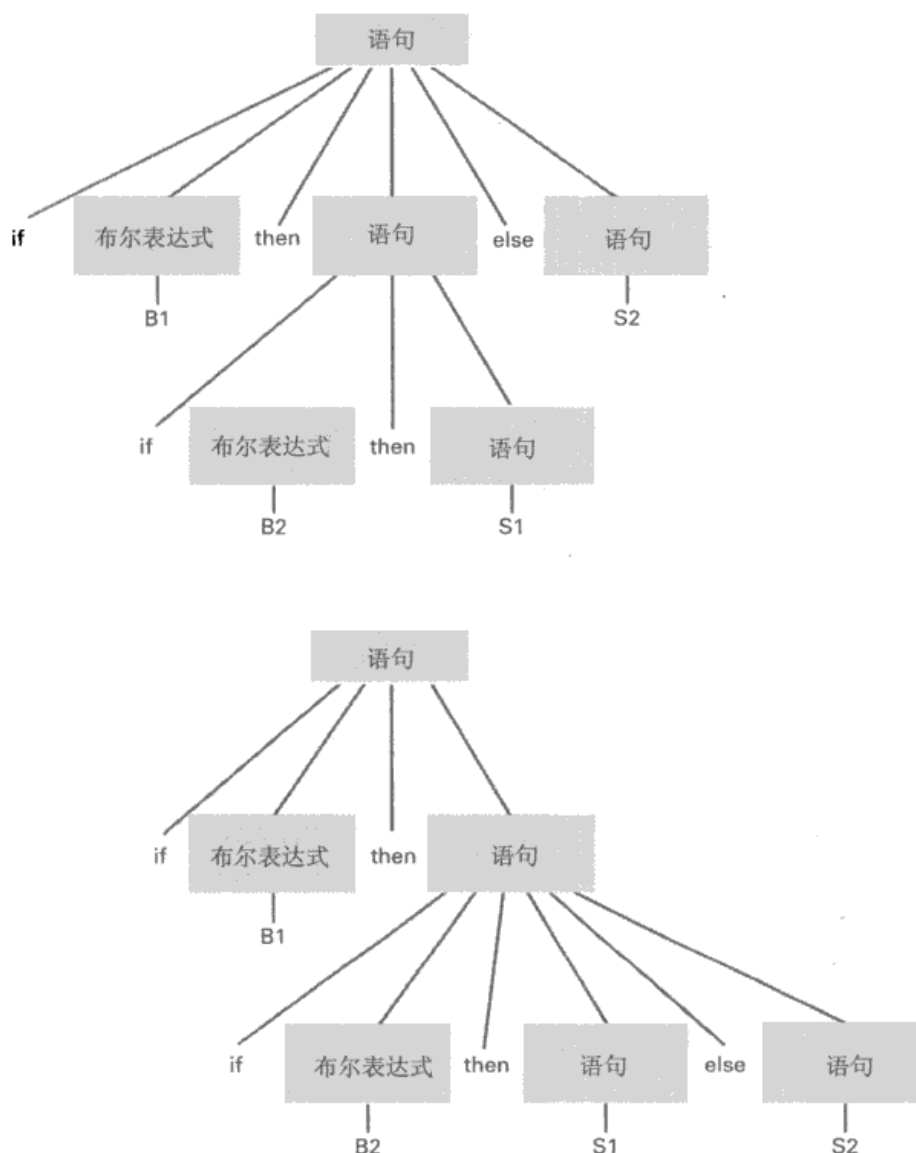 语句
if 布尔表达式 then 语句 else 语句
B1 S2
if 布尔表达式 then 语句
B2 S1
语句
if 布尔表达式 then 语句
B1
if 布尔表达式 then 语句 else 语句
B2 S1 S2